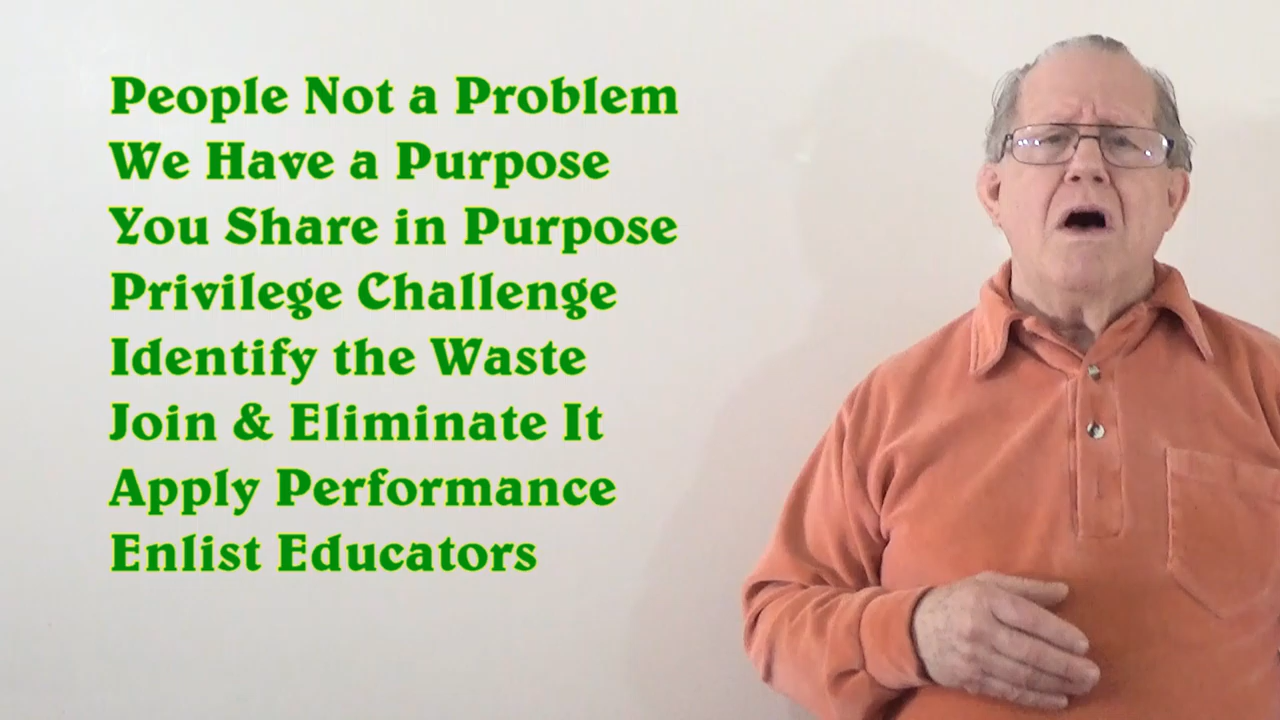 People Not a Problem
We Have a Purpose
You Share in Purpose
Privilege Challenge
Identify the Waste
Join & Eliminate It
Apply Performance
Enlist Educators